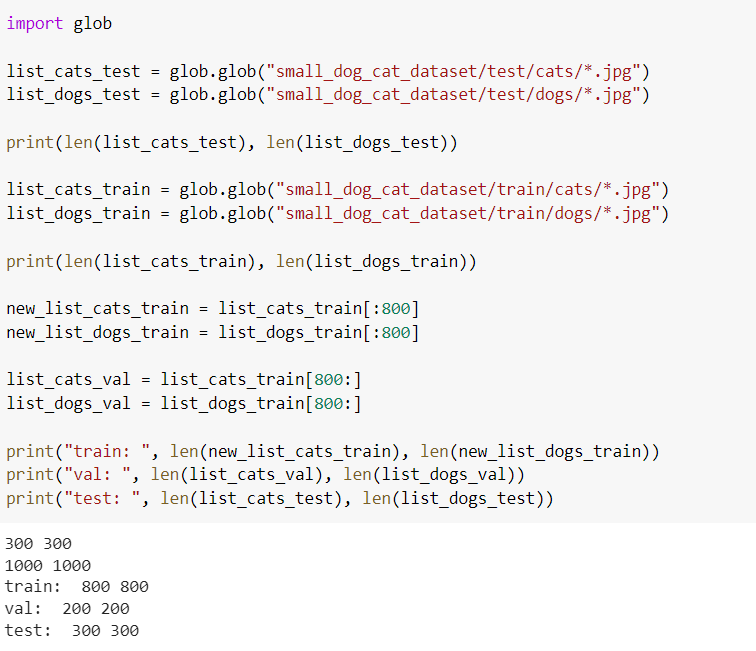 import glob
list_cats_test = glob.glob("small_dog_cat_dataset/test/cats/*.jpg")
list_dogs_test = glob.glob("small_dog_cat_dataset/test/dogs/*.jpg")
print(len(list_cats_test), len(list_dogs_test))
list_cats_train = glob.glob("small_dog_cat_dataset/train/cats/*.jpg")
list_dogs_train = glob.glob("small_dog_cat_dataset/train/dogs/*.jpg")
print(len(list_cats_train), len(list_dogs_train))
new_list_cats_train = list_cats_train[:800]
new_list_dogs_train = list_dogs_train[:800]
list_cats_val = list_cats_train[800:]
list_dogs_val = list_dogs_train[800:]
print("train: ", len(new_list_cats_train), len(new_list_dogs_train))
print("val: ", len(list_cats_val), len(list_dogs_val))
print("test: ", len(list_cats_test), len(list_dogs_test))
300 300
1000 1000
train:  800 800
val:  200 200
test:  300 300